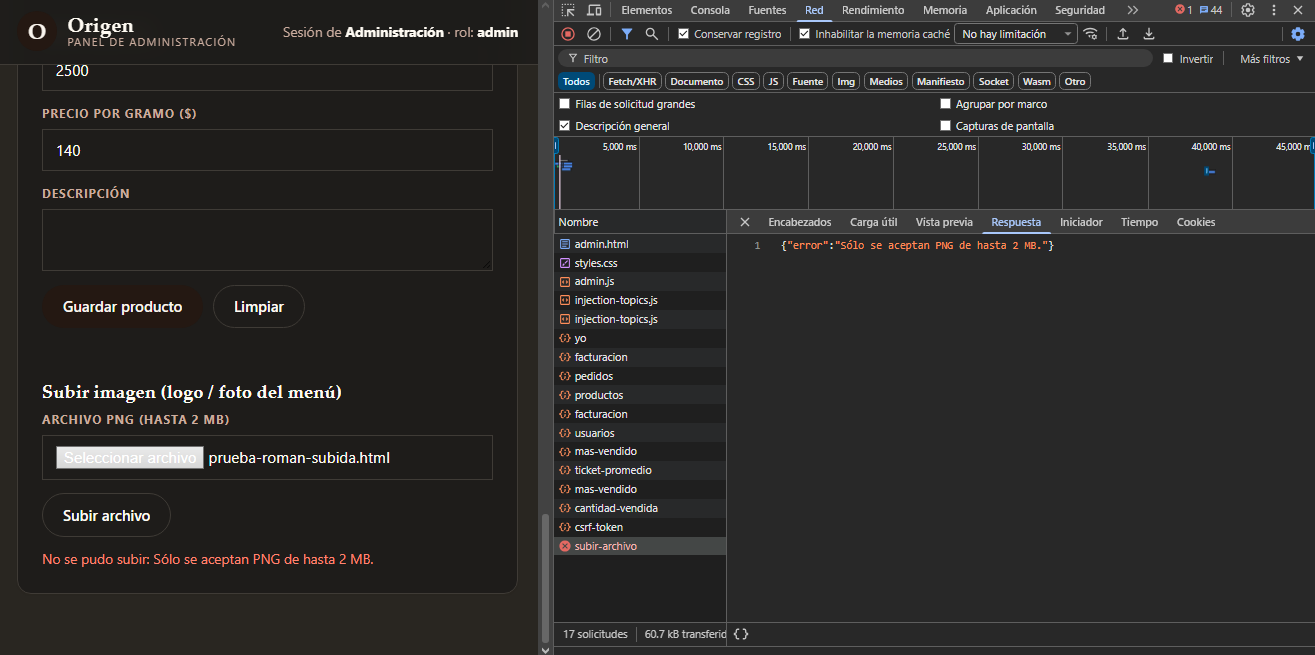 O
Origen
PANEL DE ADMINISTRACIÓN
Sesión de Administración · rol: admin
2500
PRECIO POR GRAMO ($)
140
DESCRIPCIÓN
Guardar producto
Limpiar
Subir imagen (logo / foto del menú)
ARCHIVO PNG (HASTA 2 MB)
Seleccionar archivo prueba-roman-subida.html
Subir archivo
No se pudo subir: Sólo se aceptan PNG de hasta 2 MB.
Elementos Consola Fuentes Red Rendimiento Memoria Aplicación Seguridad 1 44
Conservar registro Inhabilitar la memoria caché No hay limitación
Filtro Invertir Más filtros
Todos Fetch/XHR Documento CSS JS Fuente Img Medios Manifiesto Socket Wasm Otro
Filas de solicitud grandes Agrupar por marco
Descripción general Capturas de pantalla
5,000 ms 10,000 ms 15,000 ms 20,000 ms 25,000 ms 30,000 ms 35,000 ms 40,000 ms 45,000 m
Nombre
Encabezados Carga útil Vista previa Respuesta Iniciador Tiempo Cookies
1 {"error":"Sólo se aceptan PNG de hasta 2 MB."}
admin.html
styles.css
admin.js
injection-topics.js
injection-topics.js
yo
facturacion
pedidos
productos
facturacion
usuarios
mas-vendido
ticket-promedio
mas-vendido
cantidad-vendida
csrf-token
subir-archivo
17 solicitudes 60.7 kB transferid {}